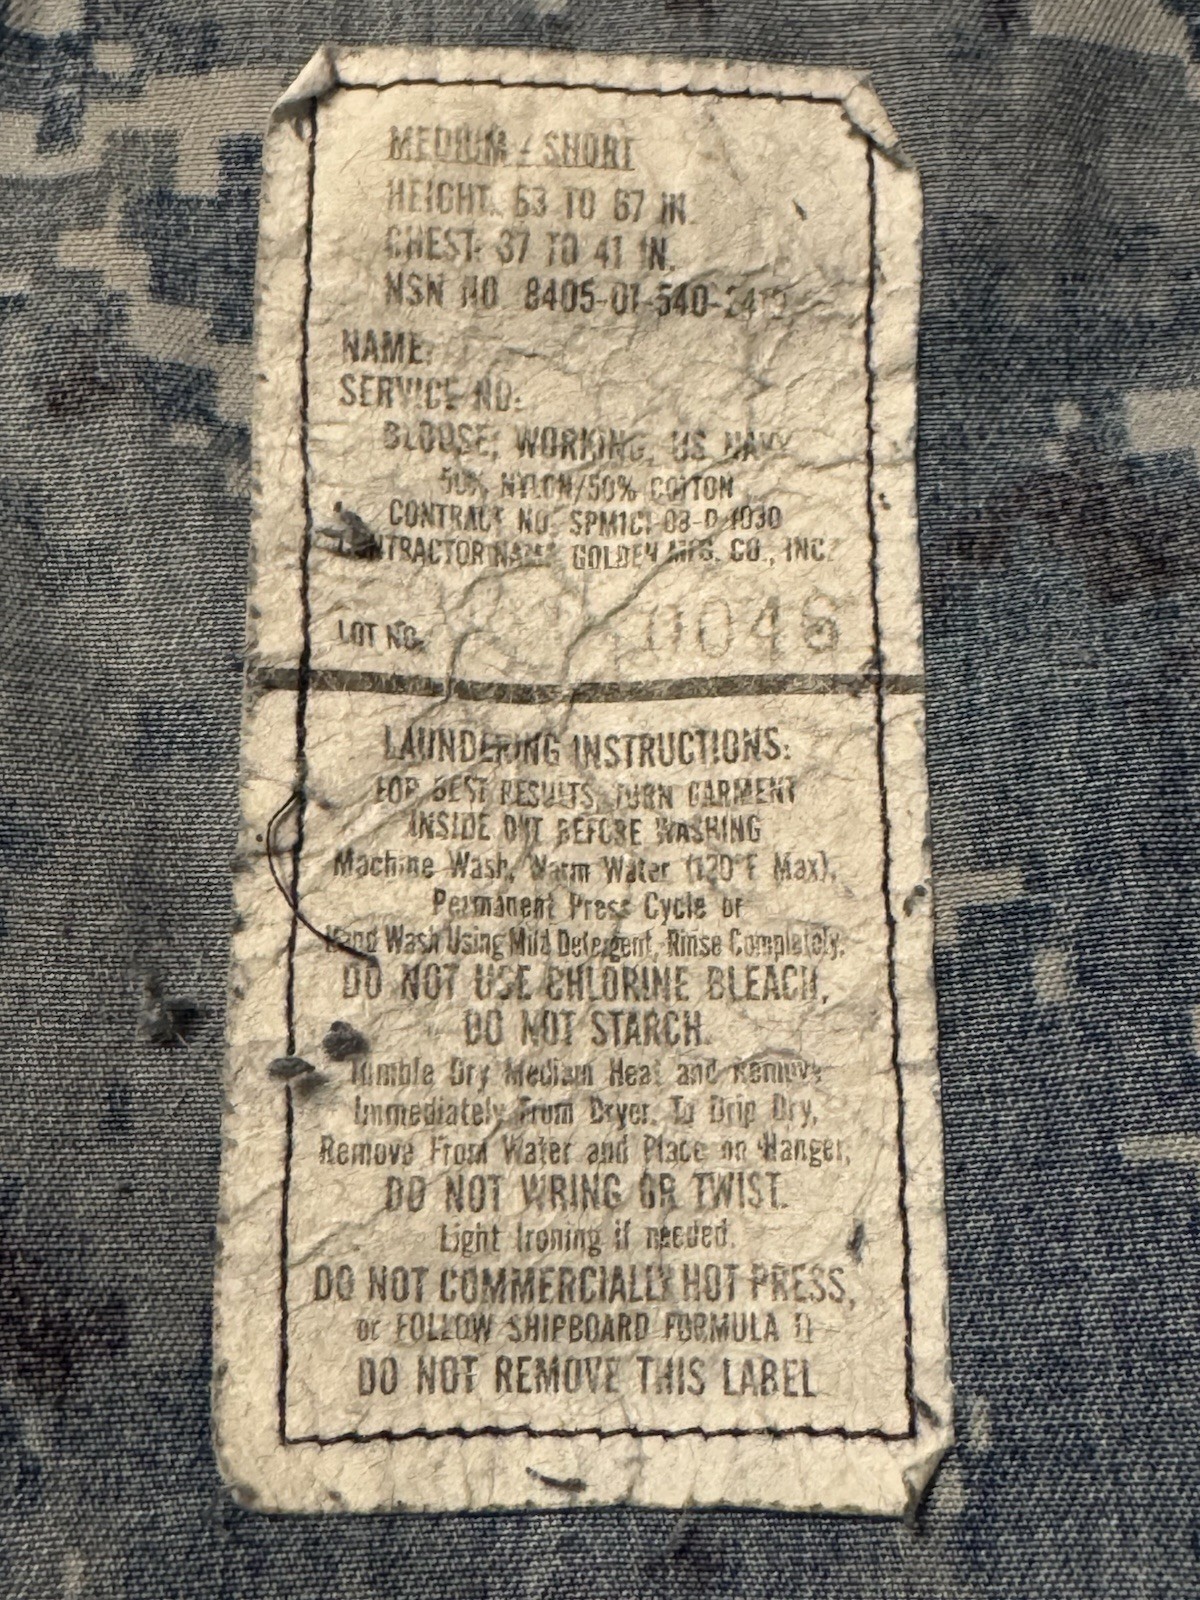 MEDIUM - SHORT
HEIGHT: 63 TO 67 IN.
CHEST: 37 TO 41 IN.
NSN NO. 8405-01-540-
NAME:
SERVICE NO:
BLOUSE, WORKING, US NAVY
50% NYLON/50% COTTON
CONTRACT NO.
CONTRACTOR NAME GOLDEN MFG. CO., INC.
LOT NO.
LAUNDERING INSTRUCTIONS:
FOR BEST RESULTS, TURN GARMENT
INSIDE OUT BEFORE WASHING
Machine Wash, Warm Water (120°F Max),
Permanent Press Cycle or
Hand Wash Using Mild Detergent, Rinse Completely,
DO NOT USE CHLORINE BLEACH,
DO NOT STARCH.
Tumble Dry Medium Heat and Remove
Immediately From Dryer. To Drip Dry,
Remove From Water and Place on Hanger,
DO NOT WRING OR TWIST.
Light Ironing if needed.
DO NOT COMMERCIALLY HOT PRESS,
or FOLLOW SHIPBOARD FORMULA II
DO NOT REMOVE THIS LABEL